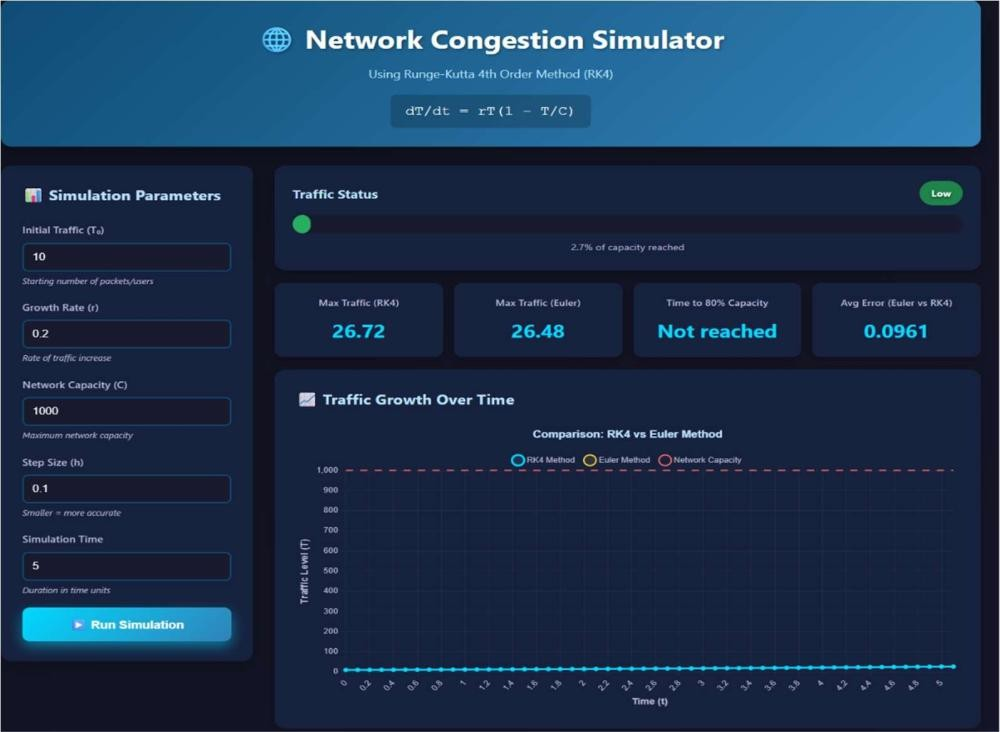 Network Congestion Simulator
Using Runge-Kutta 4th Order Method (RK4)
dT/dt = rT(1 − T/C)
Simulation Parameters
Initial Traffic (T₀)
10
Starting number of packets/users
Growth Rate (r)
0.2
Rate of traffic increase
Network Capacity (C)
1000
Maximum network capacity
Step Size (h)
0.1
Smaller = more accurate
Simulation Time
5
Duration in time units
Run Simulation
Traffic Status
Low
2.7% of capacity reached
Max Traffic (RK4)
26.72
Max Traffic (Euler)
26.48
Time to 80% Capacity
Not reached
Avg Error (Euler vs RK4)
0.0961
Traffic Growth Over Time
Comparison: RK4 vs Euler Method
RK4 Method Euler Method Network Capacity
1,000
900
800
700
600
500
400
300
200
100
0
Traffic Level (T)
0 0.2 0.4 0.6 0.8 1 1.2 1.4 1.6 1.8 2 2.2 2.4 2.6 2.8 3 3.2 3.4 3.6 3.8 4 4.2 4.4 4.6 4.8 5
Time (t)